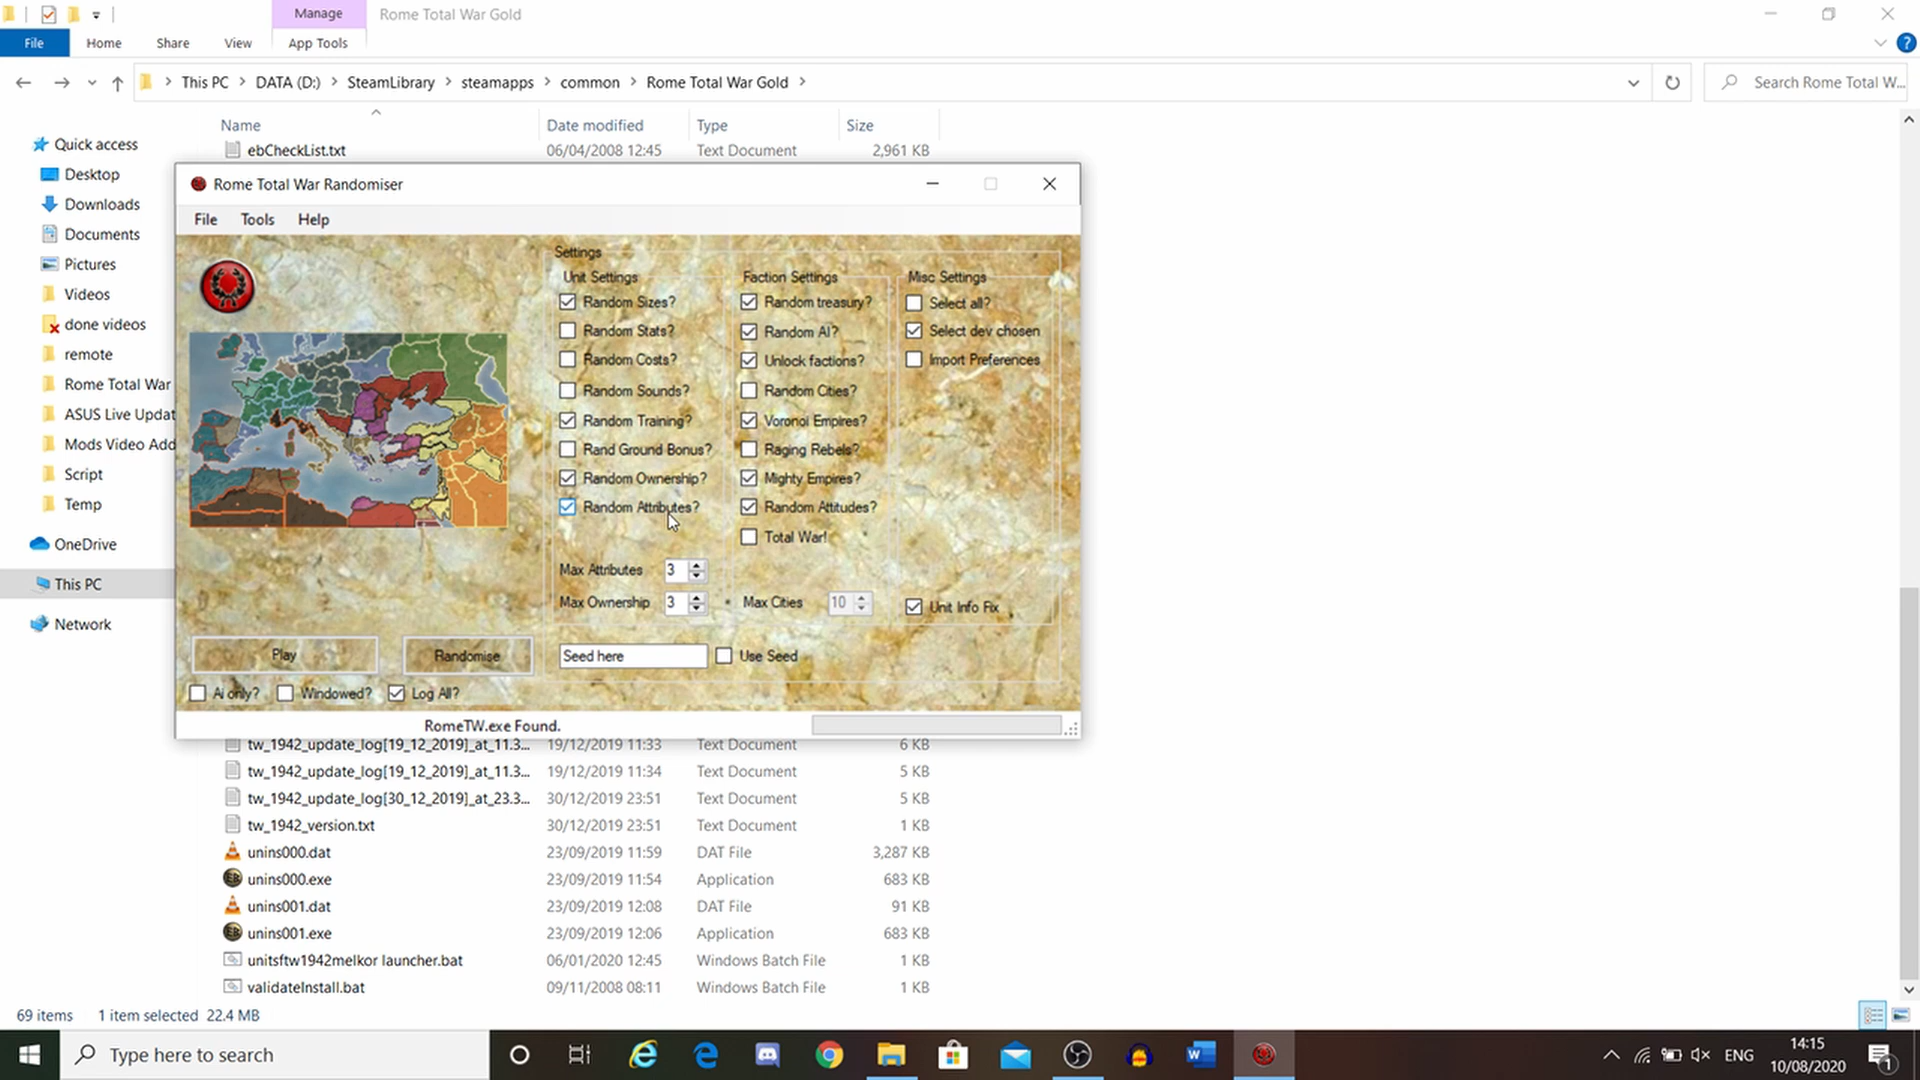 Manage
Rome Total War Gold
File
Home
Share
View
App Tools
This PC
DATA (D:)
SteamLibrary
steamapps
common
Rome Total War Gold
Search Rome Total W...
Name
Date modified
Type
Size
Quick access
Desktop
Downloads
Documents
Pictures
Videos
done videos
remote
Rome Total War
ASUS Live Updat
Mods Video Add
Script
Temp
OneDrive
This PC
Network
ebCheckList.txt 06/04/2008 12:45 Text Document 2,961 KB
Rome Total War Randomiser
File Tools Help
Settings
Unit Settings
Random Sizes?
Random Stats?
Random Costs?
Random Sounds?
Random Training?
Rand Ground Bonus?
Random Ownership?
Random Attributes?
Max Attributes 3
Max Ownership 3
Faction Settings
Random treasury?
Random AI?
Unlock factions?
Random Cities?
Voronoi Empires?
Raging Rebels?
Mighty Empires?
Random Attitudes?
Total War!
Max Cities 10
Misc Settings
Select all?
Select dev chosen
Import Preferences
Unit Info Fix
Play
Randomise
Seed here
Use Seed
Ai only?
Windowed?
Log All?
RomeTW.exe Found.
tw_1942_update_log[19_12_2019]_at_11.3... 19/12/2019 11:33 Text Document 6 KB
tw_1942_update_log[19_12_2019]_at_11.3... 19/12/2019 11:34 Text Document 5 KB
tw_1942_update_log[30_12_2019]_at_23.3... 30/12/2019 23:51 Text Document 5 KB
tw_1942_version.txt 30/12/2019 23:51 Text Document 1 KB
unins000.dat 23/09/2019 11:59 DAT File 3,287 KB
unins000.exe 23/09/2019 11:54 Application 683 KB
unins001.dat 23/09/2019 12:08 DAT File 91 KB
unins001.exe 23/09/2019 12:06 Application 683 KB
unitsftw1942melkor launcher.bat 06/01/2020 12:45 Windows Batch File 1 KB
validateInstall.bat 09/11/2008 08:11 Windows Batch File 1 KB
69 items 1 item selected 22.4 MB
Type here to search
ENG
14:15
10/08/2020
1